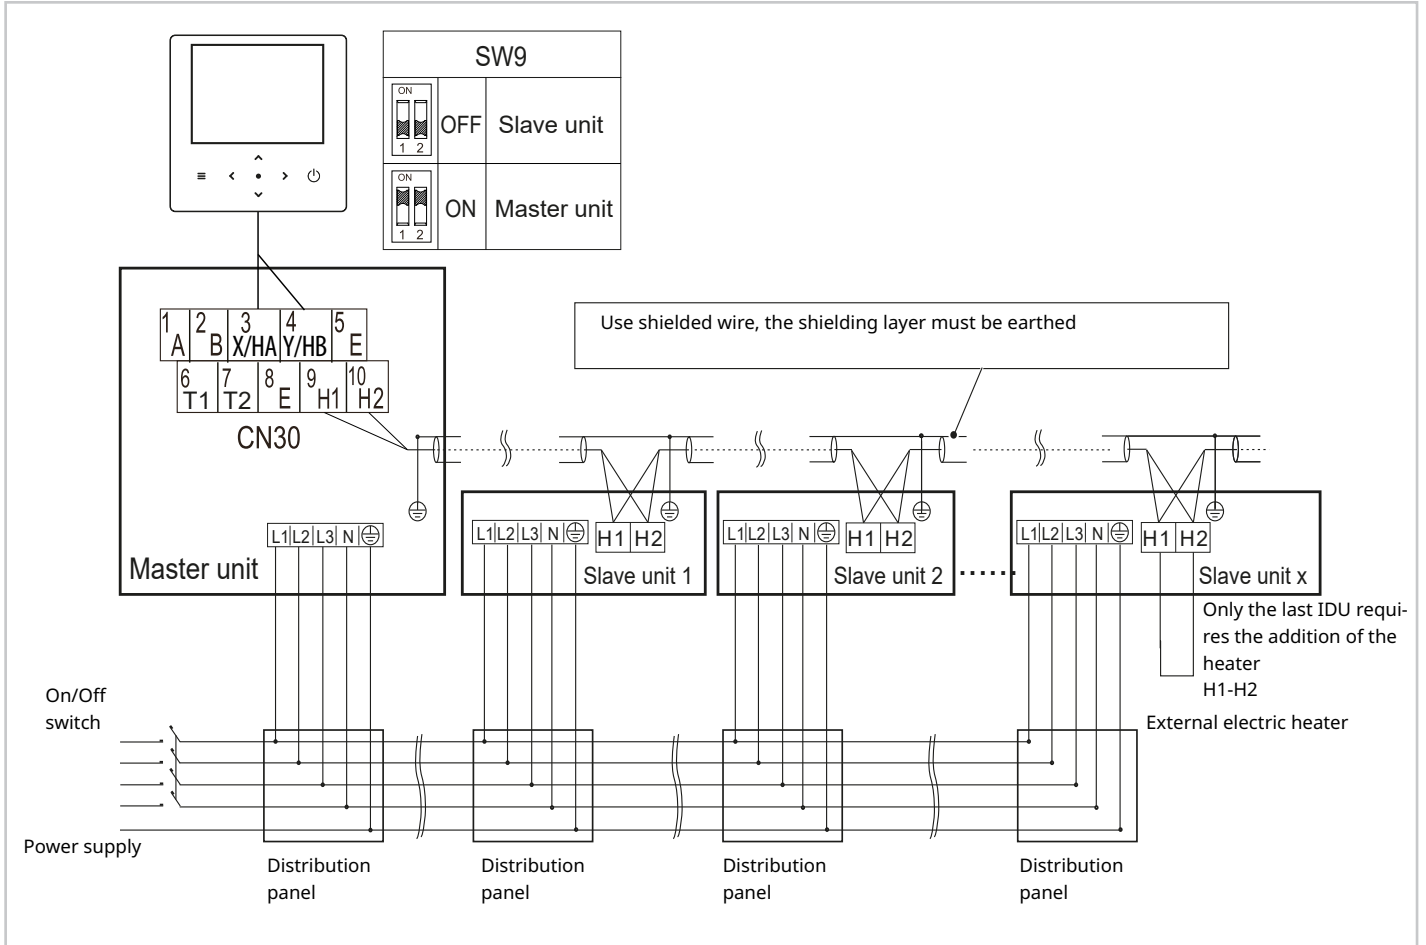 SW9
ON
1 2
OFF
Slave unit
ON
1 2
ON
Master unit
1 2 3 4 5
A B X/HA Y/HB E
6 7 8 9 10
T1 T2 E H1 H2
CN30
Use shielded wire, the shielding layer must be earthed
L1 L2 L3 N
Master unit
L1 L2 L3 N
H1 H2
Slave unit 1
L1 L2 L3 N
H1 H2
Slave unit 2
L1 L2 L3 N
H1 H2
Slave unit x
Only the last IDU requi-
res the addition of the
heater
H1-H2
External electric heater
On/Off
switch
Power supply
Distribution
panel
Distribution
panel
Distribution
panel
Distribution
panel